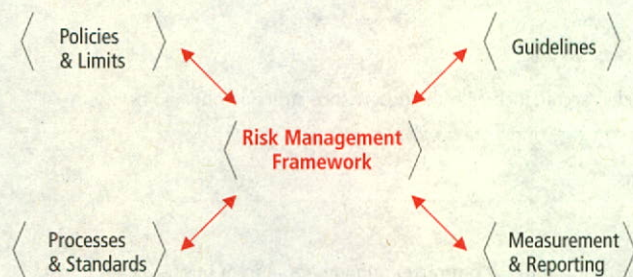 Policies
& Limits
Guidelines
Risk Management
Framework
Processes
& Standards
Measurement
& Reporting